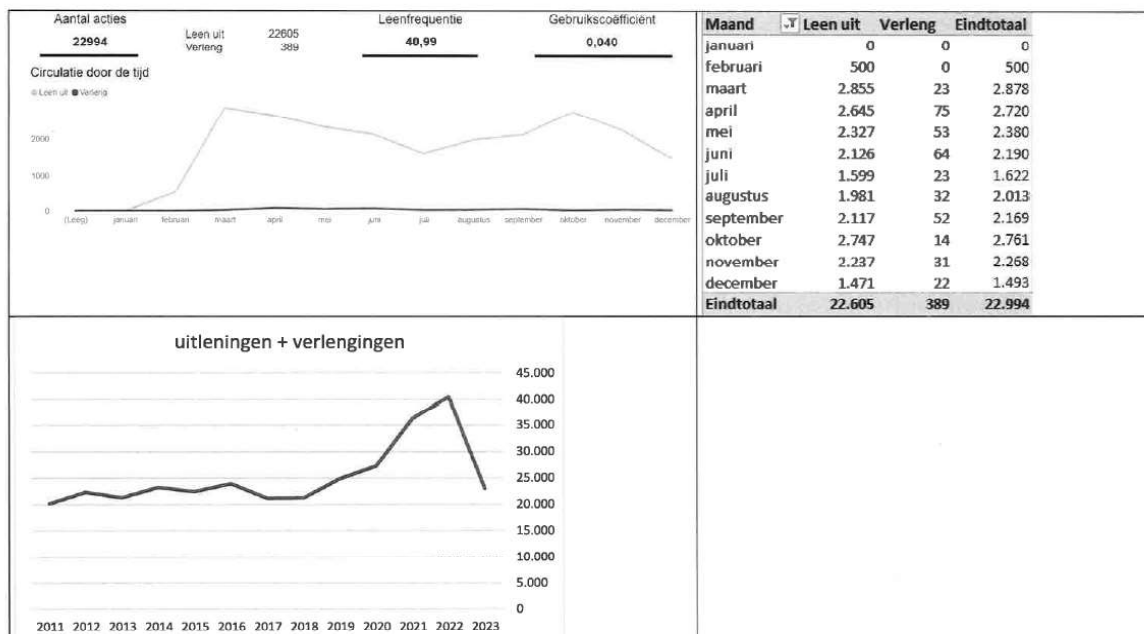 Aantal acties
22994
Leen uit 22605
Verleng 389
Leenfrequentie
40,99
Gebruikscoëfficiënt
0,040
Circulatie door de tijd
Leen uit Verleng
2000
1000
0
(Leeg) januari februari maart april mei juni juli augustus september oktober november december
Maand Leen uit Verleng Eindtotaal
januari 0 0 0
februari 500 0 500
maart 2.855 23 2.878
april 2.645 75 2.720
mei 2.327 53 2.380
juni 2.126 64 2.190
juli 1.599 23 1.622
augustus 1.981 32 2.013
september 2.117 52 2.169
oktober 2.747 14 2.761
november 2.237 31 2.268
december 1.471 22 1.493
Eindtotaal 22.605 389 22.994
uitleningen + verlengingen
45.000
40.000
35.000
30.000
25.000
20.000
15.000
10.000
5.000
0
2011 2012 2013 2014 2015 2016 2017 2018 2019 2020 2021 2022 2023